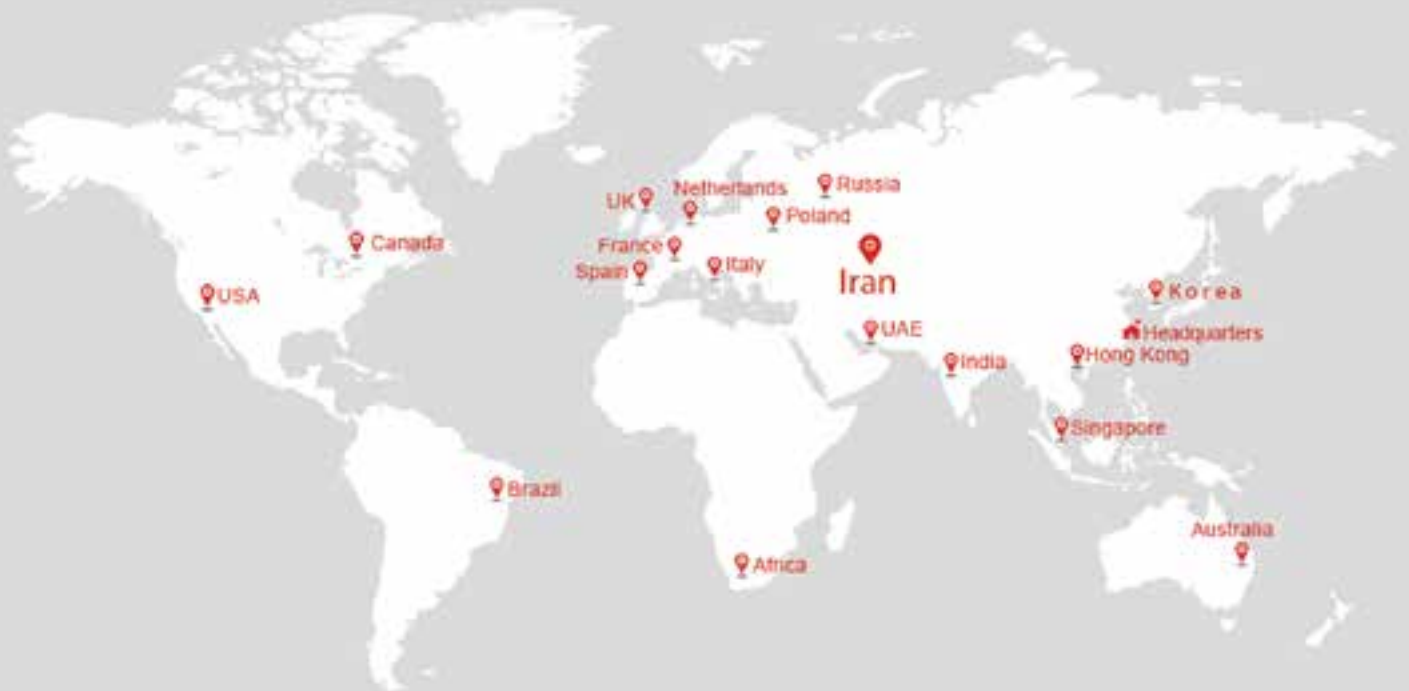 Russia
Netherlands
UK
Poland
Canada
France
Italy
Spain
Iran
Korea
USA
UAE
Headquarters
Hong Kong
India
Singapore
Brazil
Australia
Africa